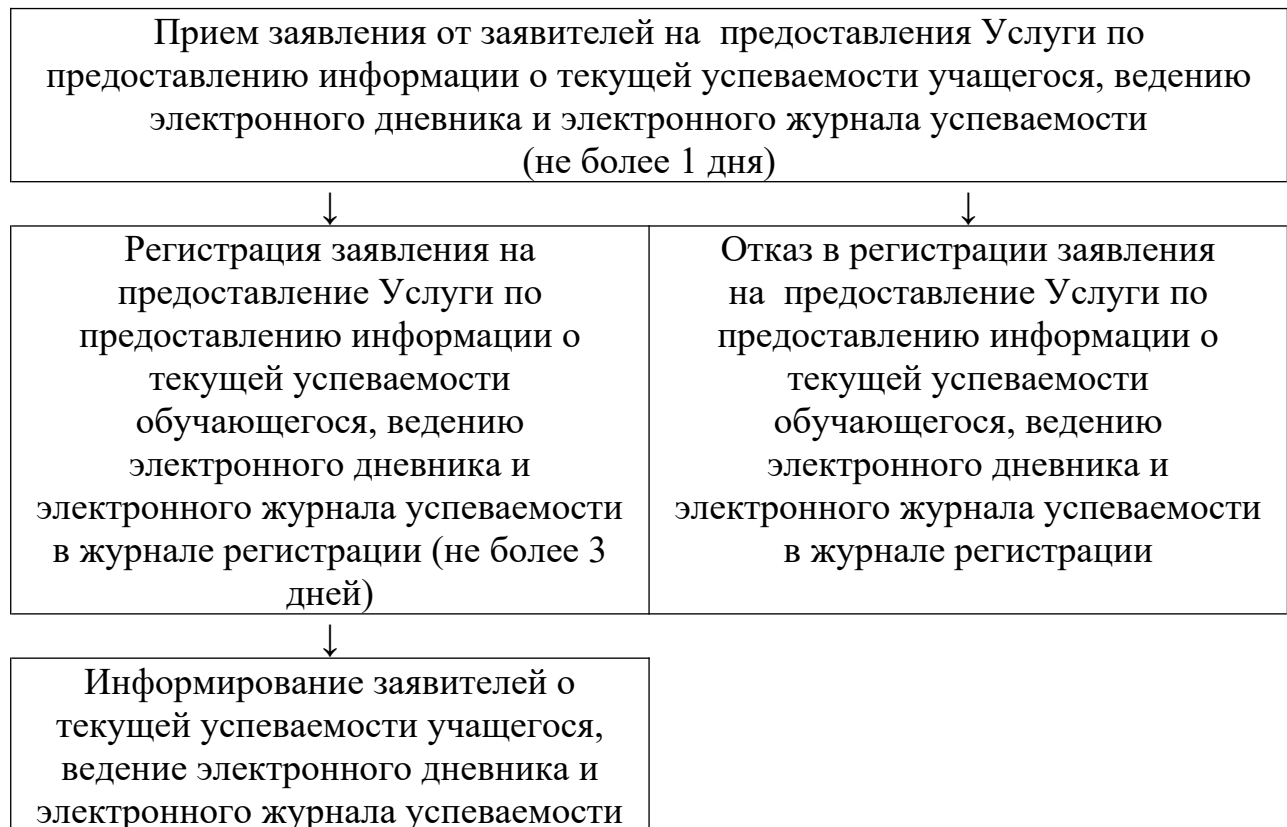 Прием заявления от заявителей на  предоставления Услуги по
предоставлению информации о текущей успеваемости учащегося, ведению
электронного дневника и электронного журнала успеваемости
(не более 1 дня)
↓ ↓
Регистрация заявления на
предоставление Услуги по
предоставлению информации о
текущей успеваемости
обучающегося, ведению
электронного дневника и
электронного журнала успеваемости
в журнале регистрации (не более 3
дней)
Отказ в регистрации заявления
на  предоставление Услуги по
предоставлению информации о
текущей успеваемости
обучающегося, ведению
электронного дневника и
электронного журнала успеваемости
в журнале регистрации
↓
Информирование заявителей о
текущей успеваемости учащегося,
ведение электронного дневника и
электронного журнала успеваемости